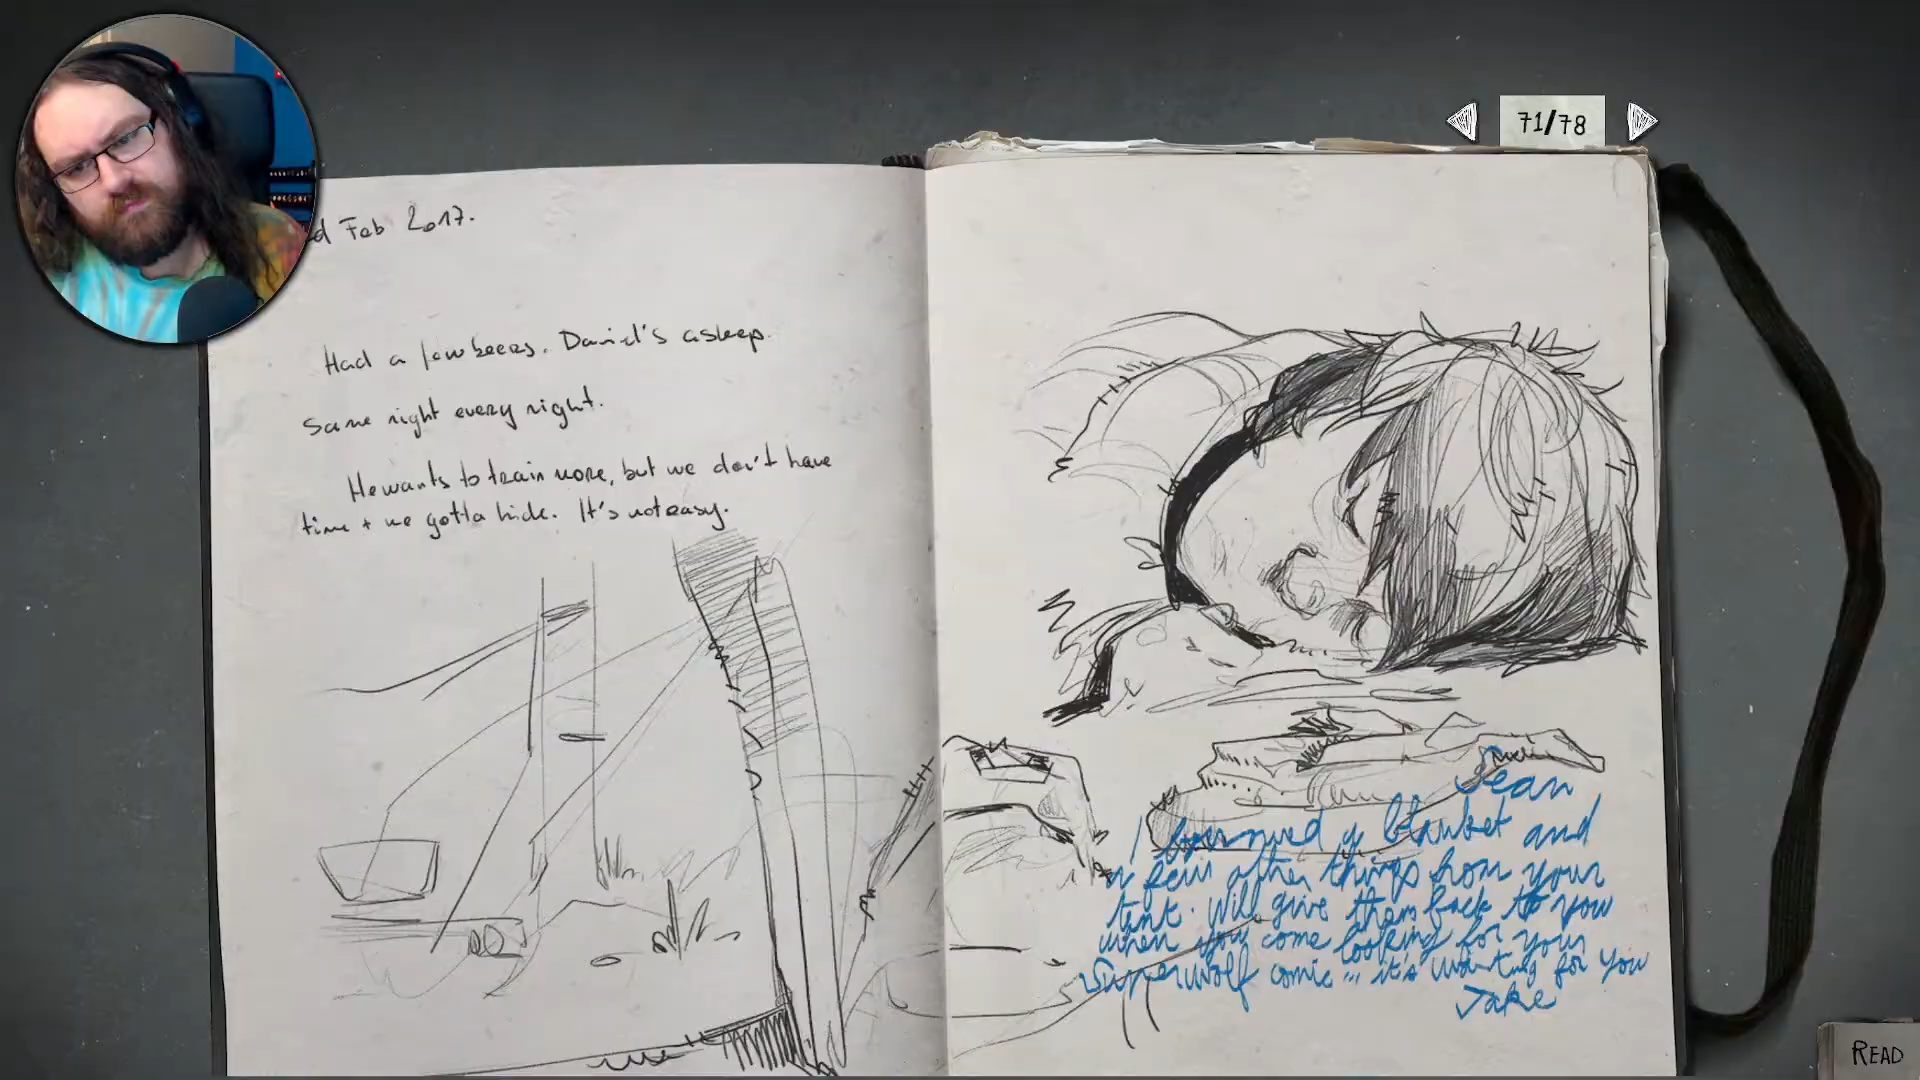 71/78
d Feb 2017.
Had a few beers. Daniel's asleep.
Same night every night.
He wants to train more, but we don't have
time + we gotta hide. It's not easy.
Sean
I borrowed a blanket and
a few other things from your
tent. Will give them back to you
when you come looking for your
Superwolf comic... it's waiting for you
Jake
READ